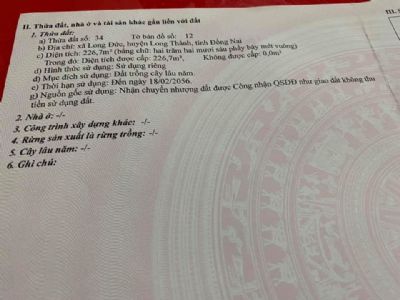 II. Thửa đất, nhà ở và tài sản khác gắn liền với đất
1. Thửa đất:
a) Thửa đất số: 34 Tờ bản đồ số: 12
b) Địa chỉ: xã Long Đức, huyện Long Thành, tỉnh Đồng Nai
c) Diện tích: 226,7m² (bằng chữ: hai trăm hai mươi sáu phẩy bảy mét vuông)
Trong đó: Diện tích được cấp: 226,7m², Không được cấp: 0,0m²
d) Hình thức sử dụng: Sử dụng riêng
đ) Mục đích sử dụng: Đất trồng cây lâu năm
e) Thời hạn sử dụng: Đến ngày 18/02/2056.
g) Nguồn gốc sử dụng: Nhận chuyển nhượng đất được Công nhận QSDĐ như giao đất không thu
tiền sử dụng đất.
2. Nhà ở: -/-
3. Công trình xây dựng khác: -/-
4. Rừng sản xuất là rừng trồng: -/-
5. Cây lâu năm: -/-
6. Ghi chú:
III.